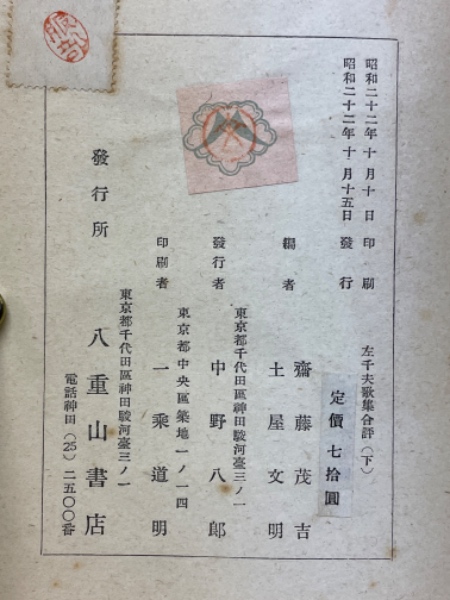 昭和二十二年十月十日 印刷
昭和二十二年十月十五日 發行
左千夫歌集合評(下)
定價 七拾圓
編者 齋藤茂吉
土屋文明
東京都千代田區神田駿河臺三ノ一
發行者 中野八郎
東京都中央區築地一ノ一四
印刷者 一乘道明
東京都千代田區神田駿河臺三ノ一
發行所 八重山書店
電話神田(25)二五〇〇番
服部